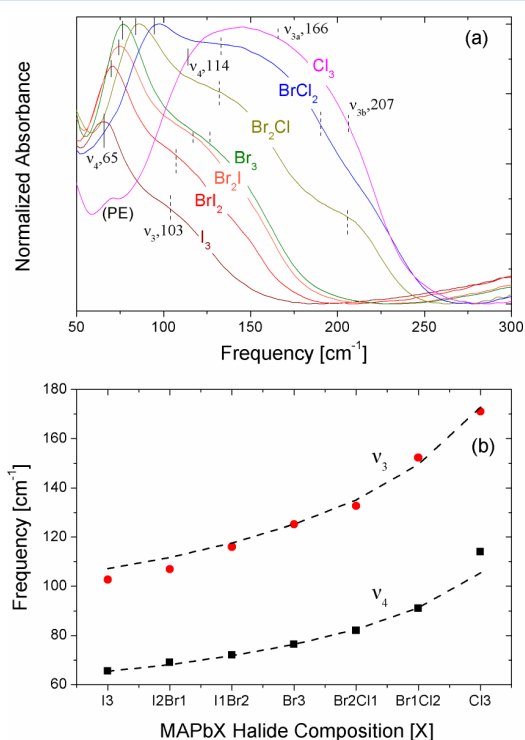 (a)
ν3a,166
ν4,114
Cl3
BrCl2
ν3b,207
Br2Cl
ν4,65
Br3
Br2I
(PE)
BrI2
ν3,103
I3
Normalized Absorbance
50 100 150 200 250 300
Frequency [cm-1]
180
(b)
160
ν3
140
120
100
ν4
80
60
Frequency [cm-1]
I3 I2Br1 I1Br2 Br3 Br2Cl1 Br1Cl2 Cl3
MAPbX Halide Composition [X]